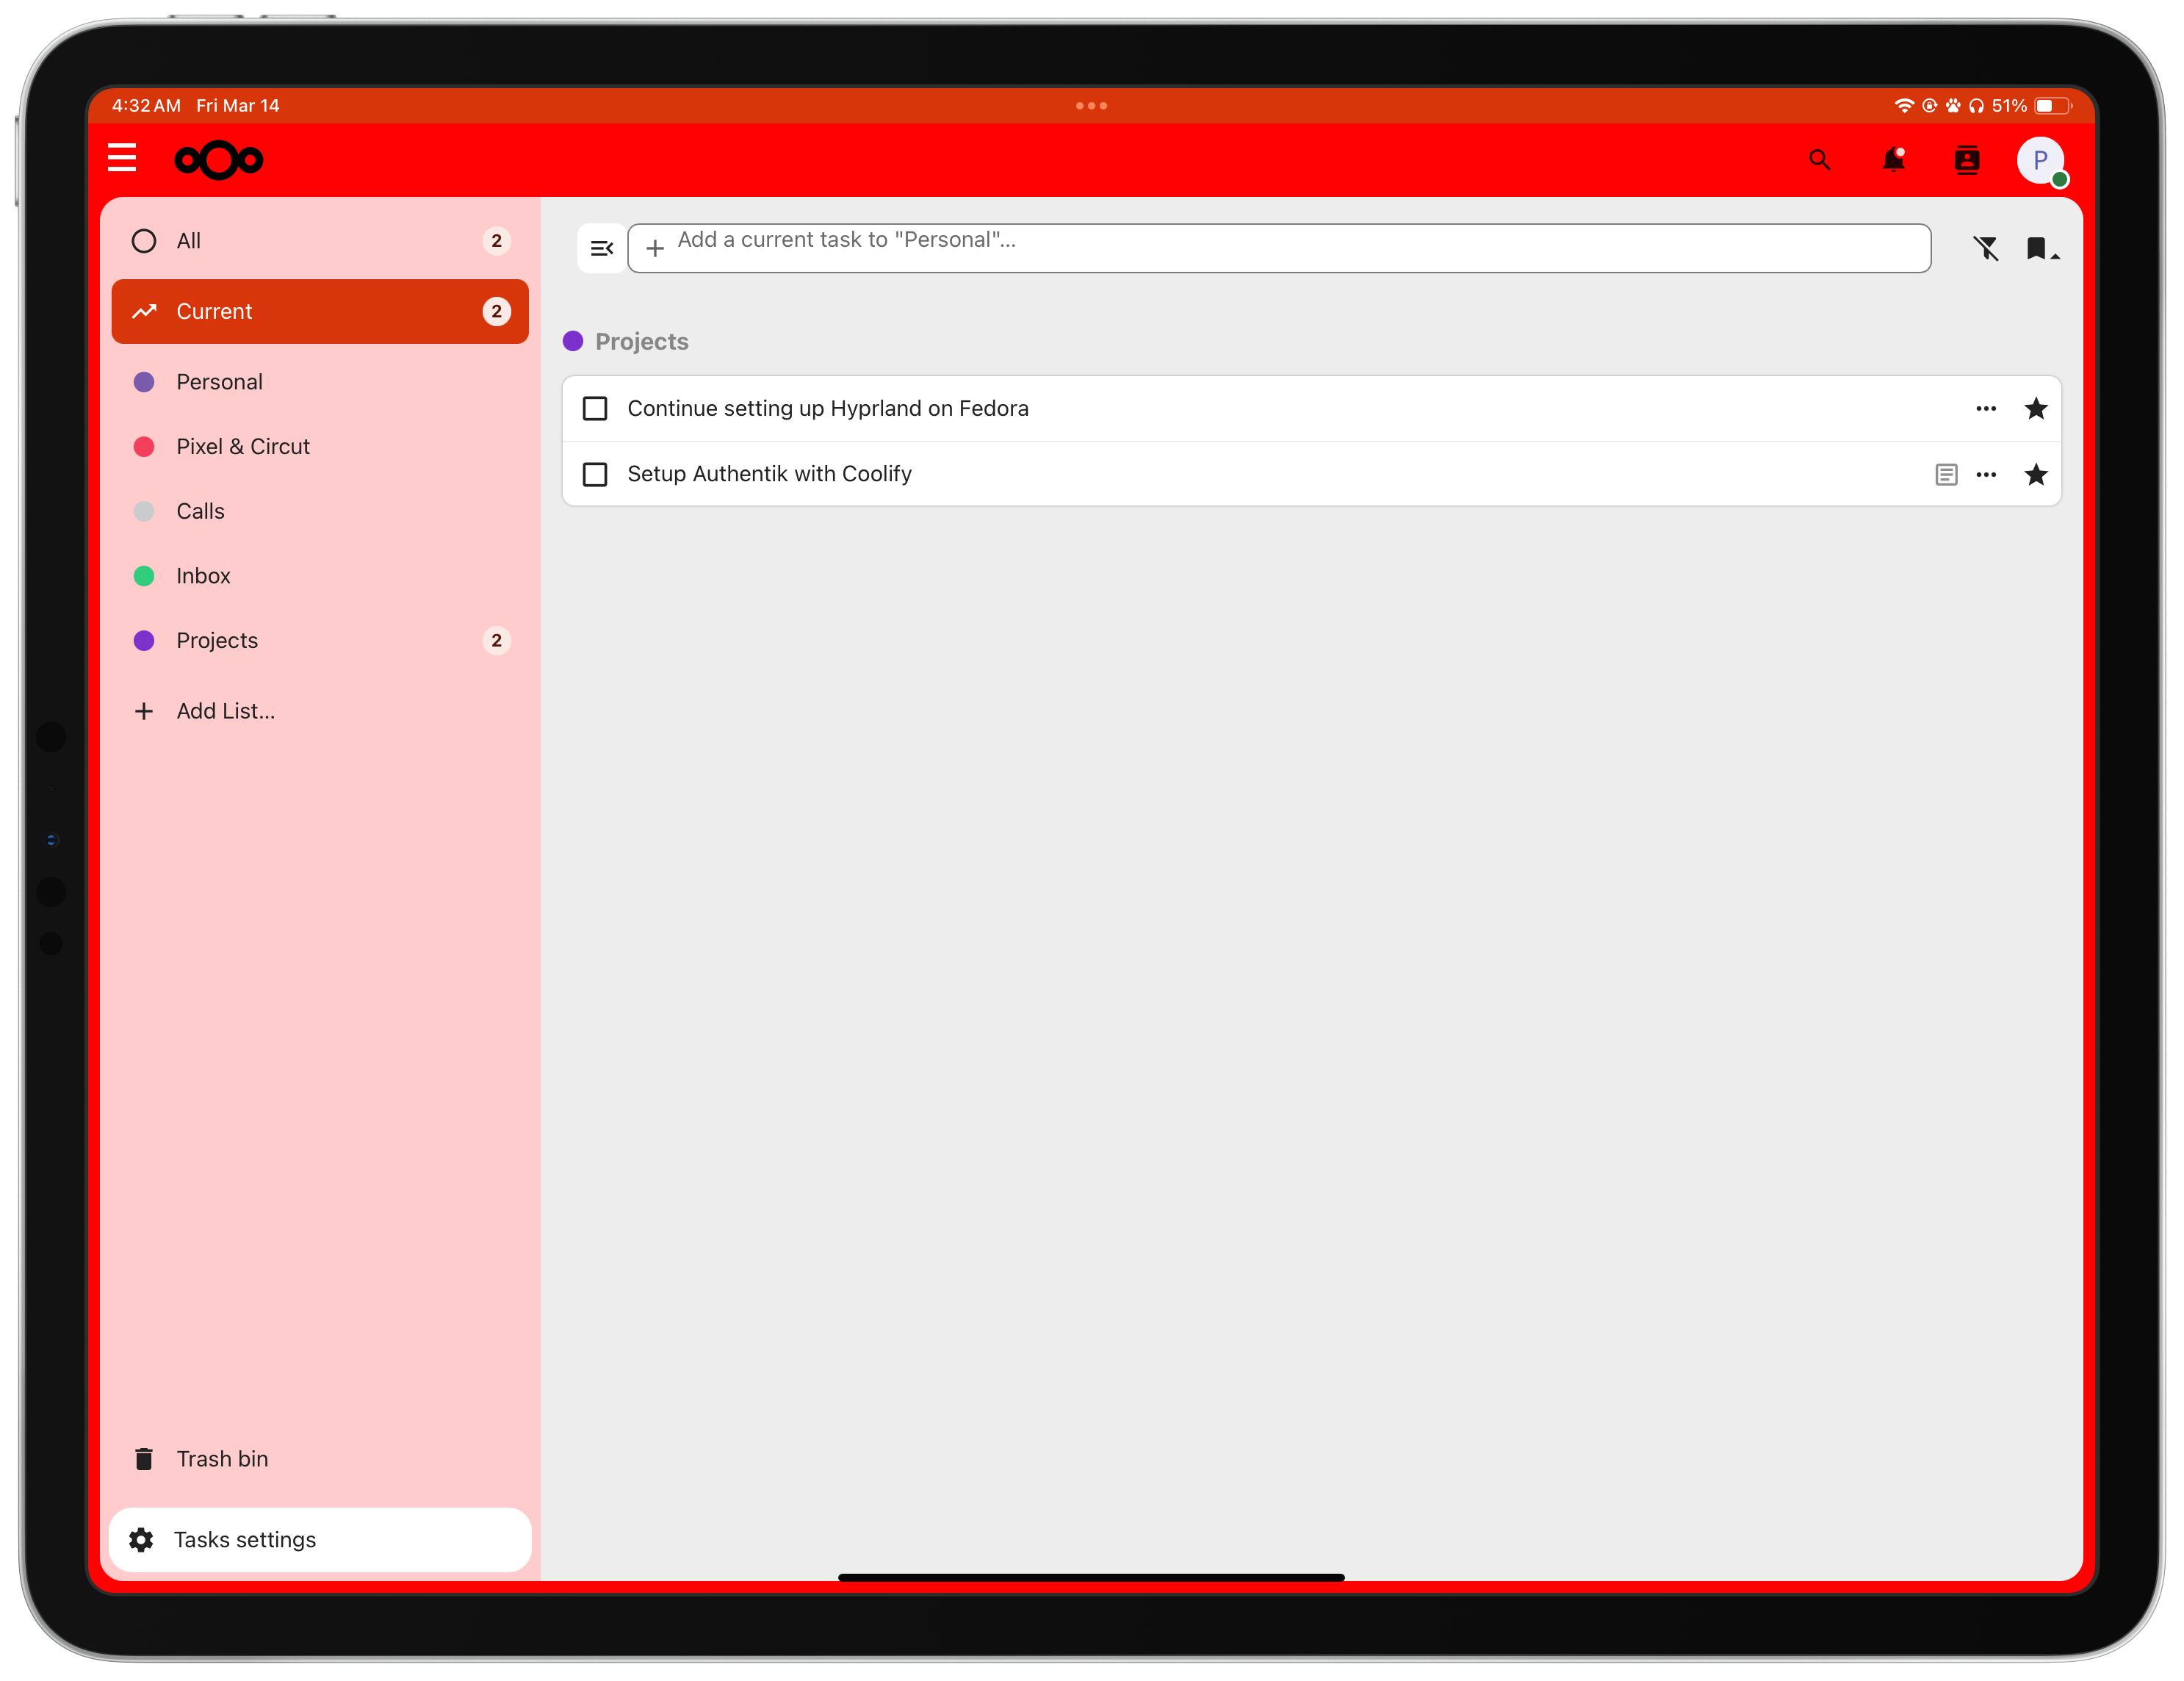 4:32 AM Fri Mar 14
51%
P
All 2
Current 2
Personal
Pixel & Circut
Calls
Inbox
Projects 2
Add List...
Trash bin
Tasks settings
Add a current task to "Personal"...
Projects
Continue setting up Hyprland on Fedora
Setup Authentik with Coolify